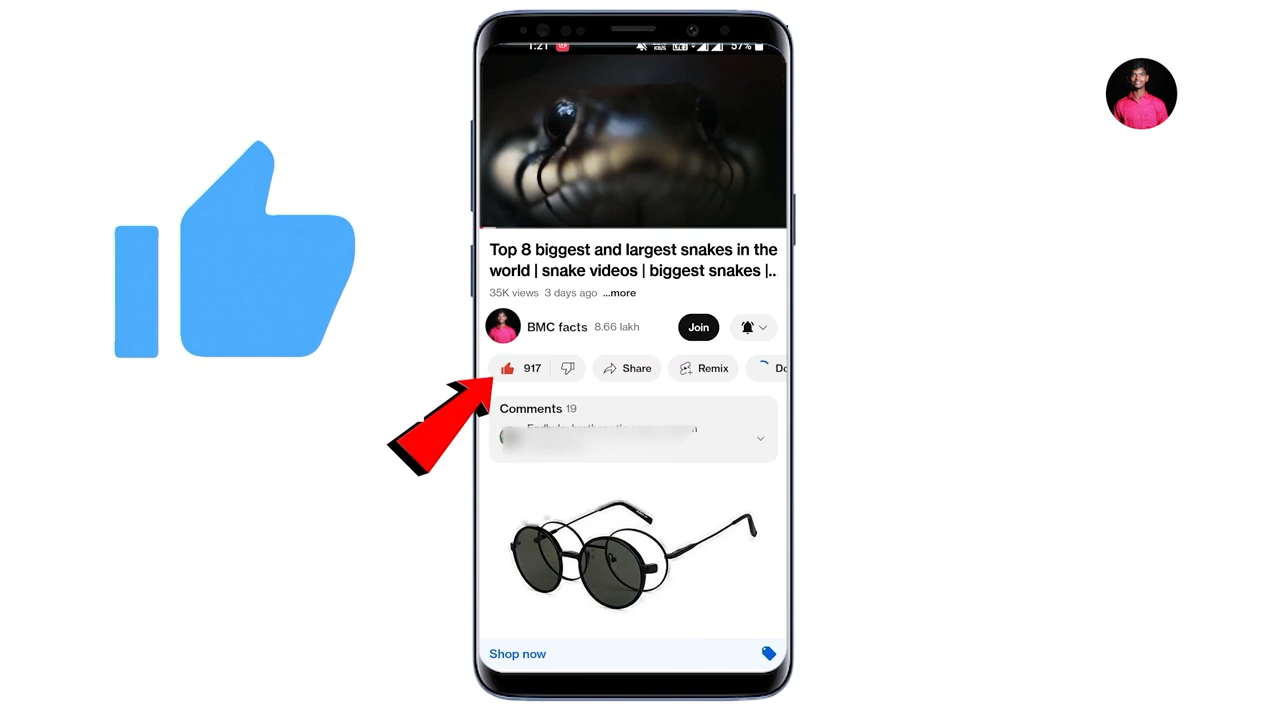 1:21
57%
Top 8 biggest and largest snakes in the
world | snake videos | biggest snakes |..
35K views 3 days ago ...more
BMC facts 8.66 lakh Join
917 Share Remix Do
Comments 19
Shop now